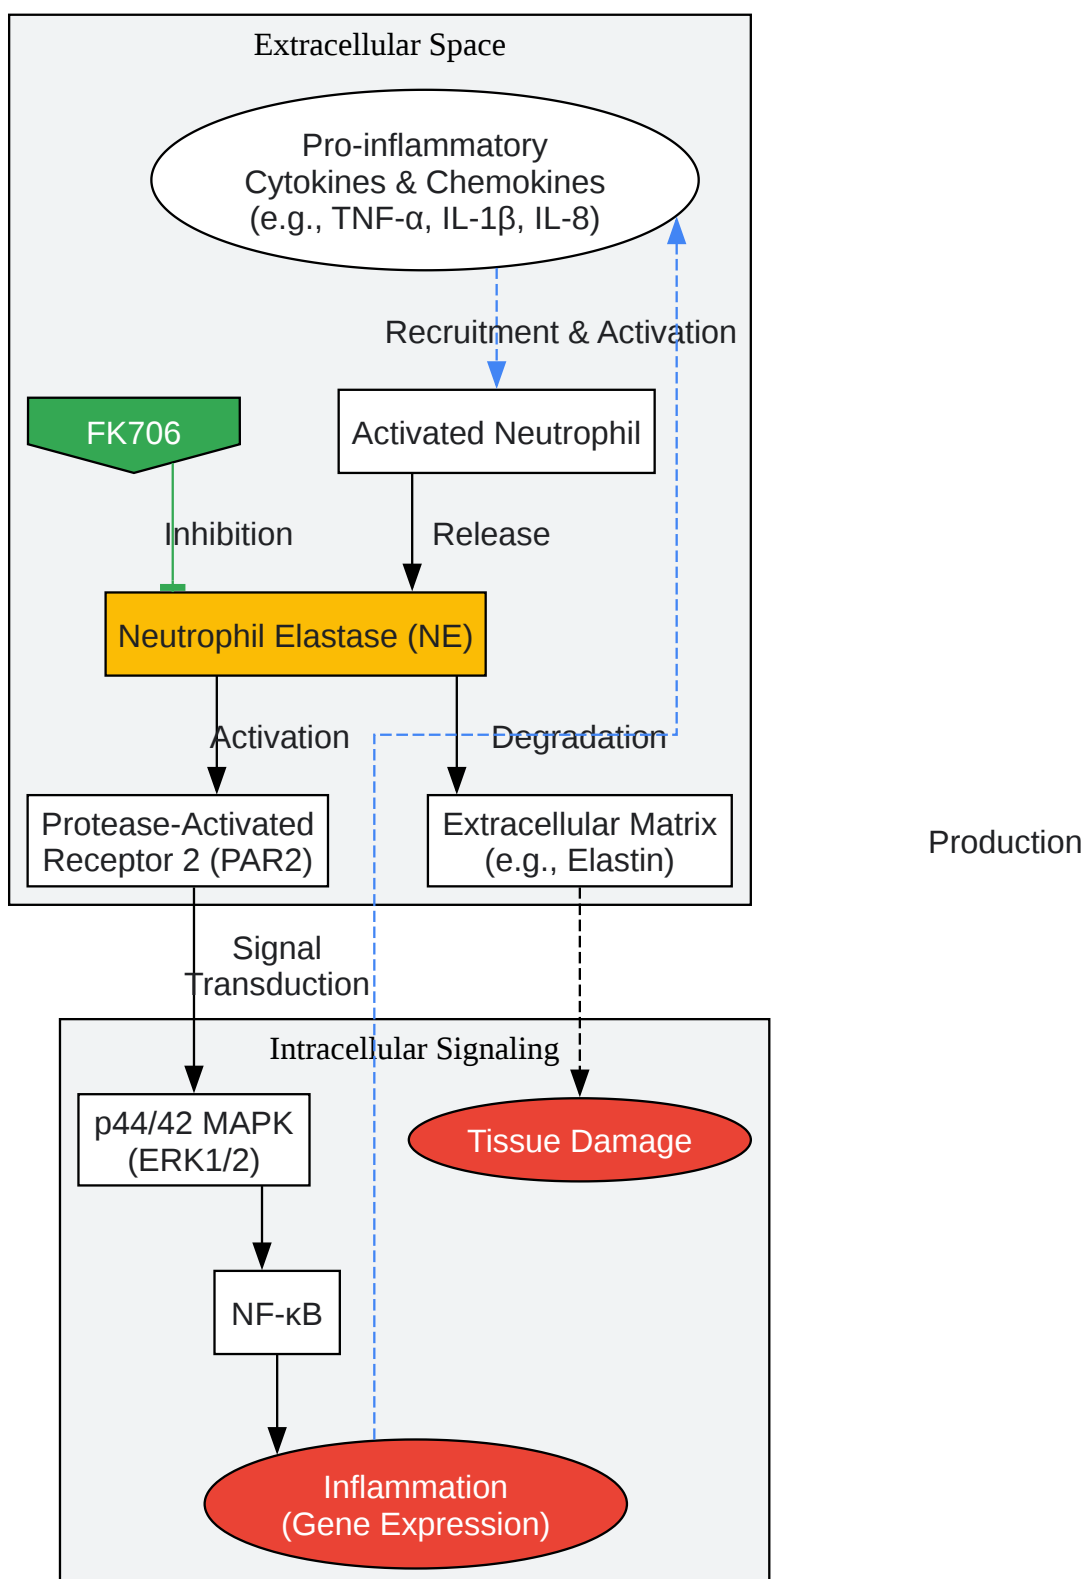 Extracellular Space
Pro-inflammatory
Cytokines & Chemokines
(e.g., TNF-α, IL-1β, IL-8)
Recruitment & Activation
FK706
Activated Neutrophil
Inhibition
Release
Neutrophil Elastase (NE)
Activation
Degradation
Protease-Activated
Receptor 2 (PAR2)
Extracellular Matrix
(e.g., Elastin)
Production
Signal
Transduction
Intracellular Signaling
p44/42 MAPK
(ERK1/2)
Tissue Damage
NF-κB
Inflammation
(Gene Expression)